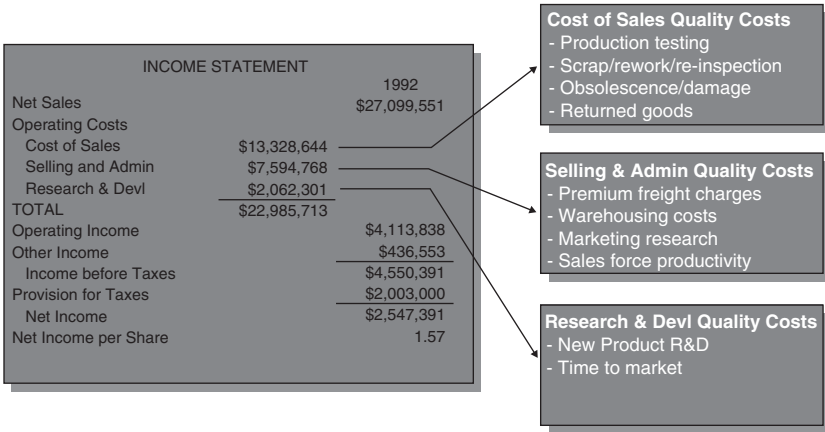 INCOME STATEMENT
1992
Net Sales $27,099,551
Operating Costs
Cost of Sales $13,328,644
Selling and Admin $7,594,768
Research & Devl $2,062,301
TOTAL $22,985,713
Operating Income $4,113,838
Other Income $436,553
Income before Taxes $4,550,391
Provision for Taxes $2,003,000
Net Income $2,547,391
Net Income per Share 1.57
Cost of Sales Quality Costs
- Production testing
- Scrap/rework/re-inspection
- Obsolescence/damage
- Returned goods
Selling & Admin Quality Costs
- Premium freight charges
- Warehousing costs
- Marketing research
- Sales force productivity
Research & Devl Quality Costs
- New Product R&D
- Time to market